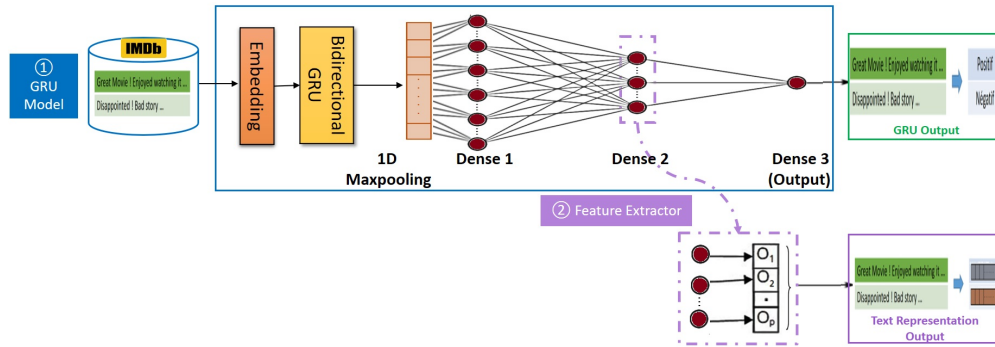 ①
GRU
Model
IMDb
Great Movie ! Enjoyed watching it ...
Disappointed ! Bad story ...
Embedding
Bidirectional
GRU
1D
Maxpooling
Dense 1
Dense 2
Dense 3
(Output)
Great Movie ! Enjoyed watching it ...
Positif
Disappointed ! Bad story ...
Négatif
GRU Output
② Feature Extractor
O1
O2
Op
Great Movie ! Enjoyed watching it ...
Disappointed ! Bad story ...
Text Representation
Output